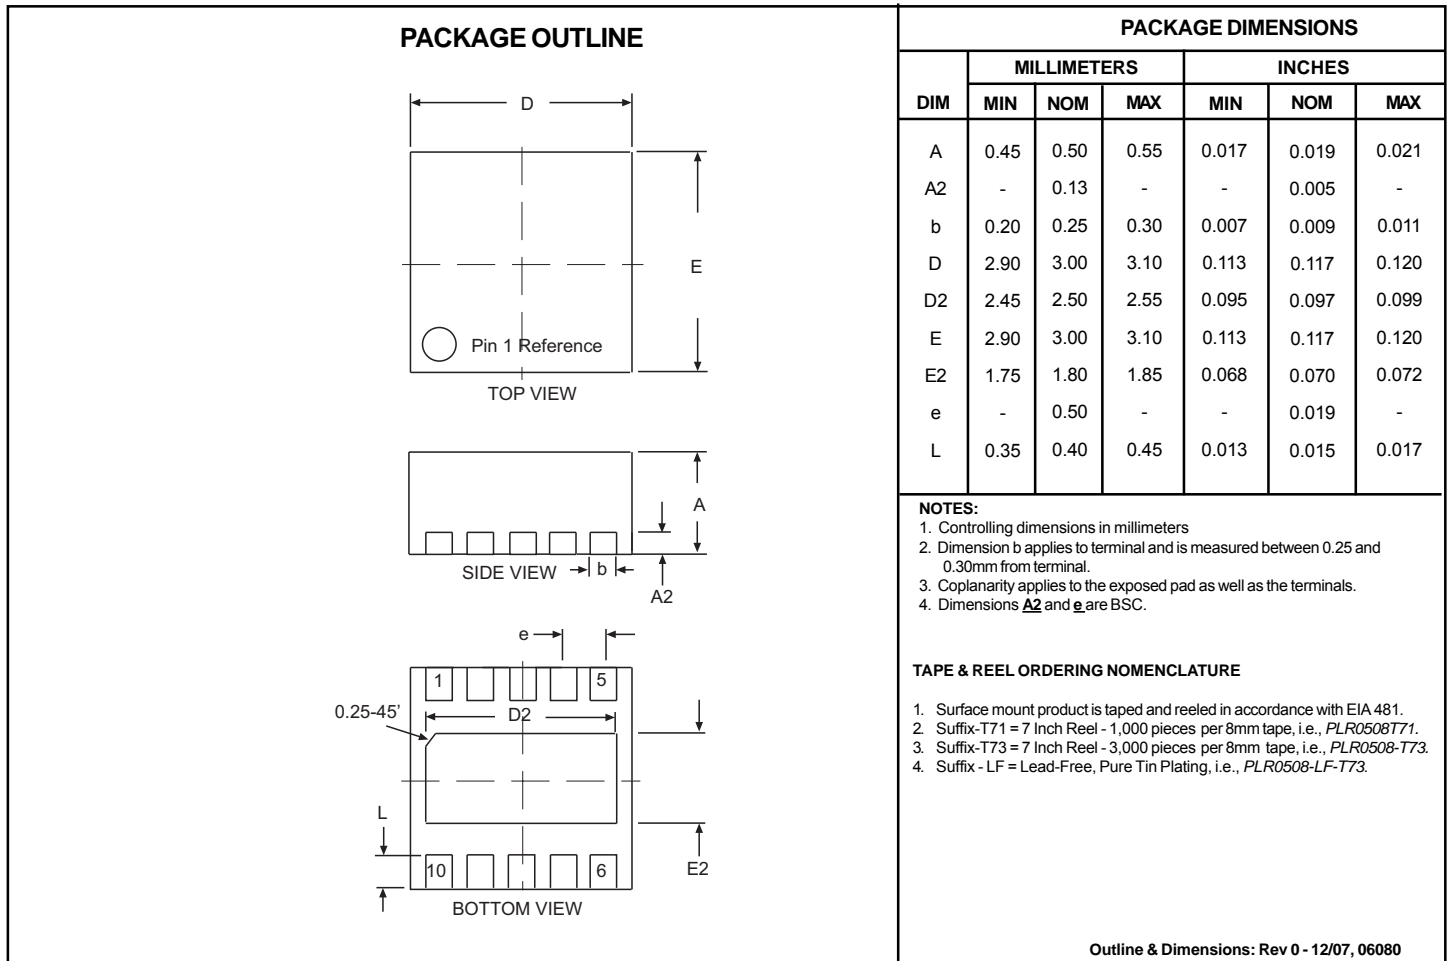 PACKAGE OUTLINE
D
E
Pin 1 Reference
TOP VIEW
A
SIDE VIEW
b
A2
e
1
5
0.25-45'
D2
L
10
6
E2
BOTTOM VIEW
PACKAGE DIMENSIONS
MILLIMETERS INCHES
DIM MIN NOM MAX MIN NOM MAX
A 0.45 0.50 0.55 0.017 0.019 0.021
A2 - 0.13 - - 0.005 -
b 0.20 0.25 0.30 0.007 0.009 0.011
D 2.90 3.00 3.10 0.113 0.117 0.120
D2 2.45 2.50 2.55 0.095 0.097 0.099
E 2.90 3.00 3.10 0.113 0.117 0.120
E2 1.75 1.80 1.85 0.068 0.070 0.072
e - 0.50 - - 0.019 -
L 0.35 0.40 0.45 0.013 0.015 0.017
NOTES:
1. Controlling dimensions in millimeters
2. Dimension b applies to terminal and is measured between 0.25 and
0.30mm from terminal.
3. Coplanarity applies to the exposed pad as well as the terminals.
4. Dimensions A2 and e are BSC.
TAPE & REEL ORDERING NOMENCLATURE
1. Surface mount product is taped and reeled in accordance with EIA 481.
2. Suffix-T71 = 7 Inch Reel - 1,000 pieces per 8mm tape, i.e., PLR0508T71.
3. Suffix-T73 = 7 Inch Reel - 3,000 pieces per 8mm tape, i.e., PLR0508-T73.
4. Suffix - LF = Lead-Free, Pure Tin Plating, i.e., PLR0508-LF-T73.
Outline & Dimensions: Rev 0 - 12/07, 06080